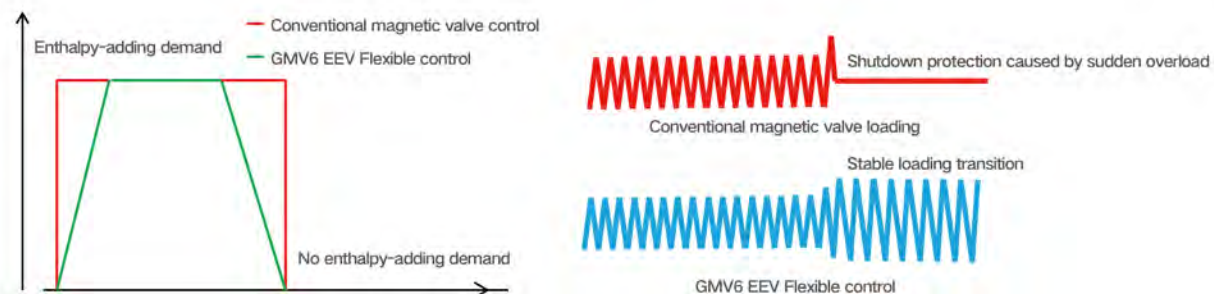 Conventional magnetic valve control
Enthalpy-adding demand
GMV6 EEV Flexible control
No enthalpy-adding demand
Shutdown protection caused by sudden overload
Conventional magnetic valve loading
Stable loading transition
GMV6 EEV Flexible control